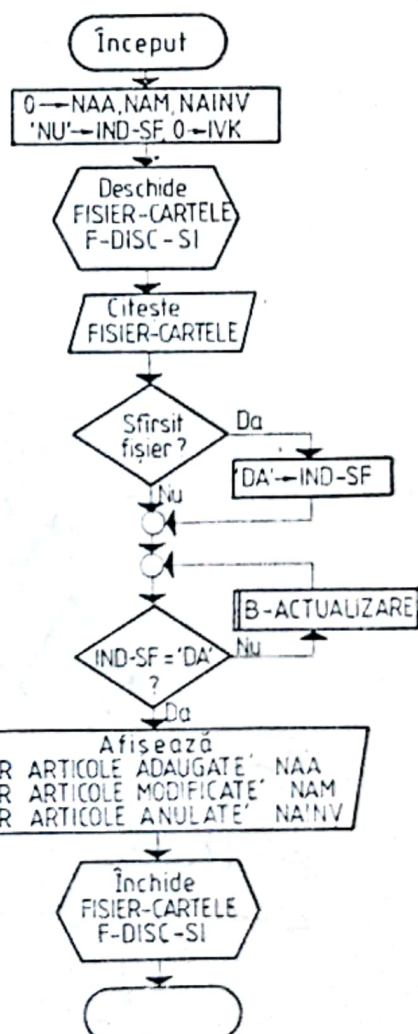 Început
0→NAA, NAM, NAINV
'NU'→IND-SF, 0→IVK
Deschide
FISIER-CARTELE
F-DISC-SI
Citeste
FISIER-CARTELE
Sfîrsit
fișier?
Da
'DA'→IND-SF
Nu
B-ACTUALIZARE
IND-SF='DA'
?
Nu
Da
Afisează
R ARTICOLE ADAUGATE' NAA
R ARTICOLE MODIFICATE' NAM
R ARTICOLE ANULATE' NAINV
Închide
FISIER-CARTELE
F-DISC-SI